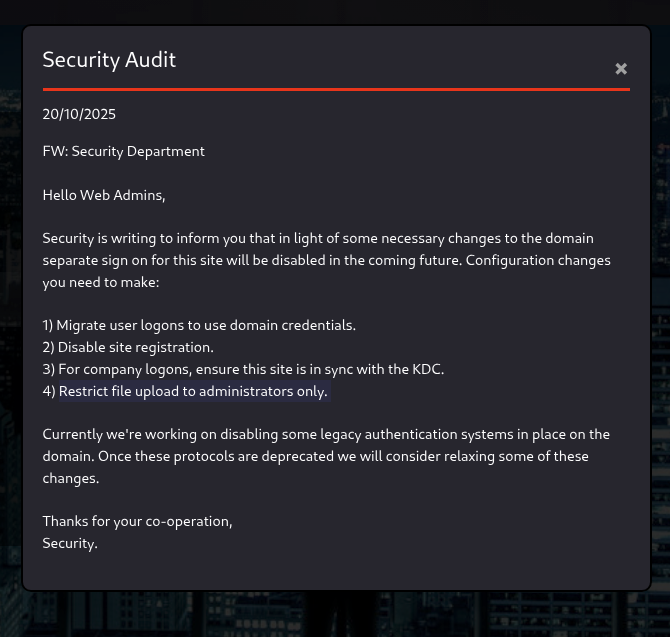 Security Audit
×
20/10/2025
FW: Security Department
Hello Web Admins,
Security is writing to inform you that in light of some necessary changes to the domain
separate sign on for this site will be disabled in the coming future. Configuration changes
you need to make:
1) Migrate user logons to use domain credentials.
2) Disable site registration.
3) For company logons, ensure this site is in sync with the KDC.
4) Restrict file upload to administrators only.
Currently we're working on disabling some legacy authentication systems in place on the
domain. Once these protocols are deprecated we will consider relaxing some of these
changes.
Thanks for your co-operation,
Security.